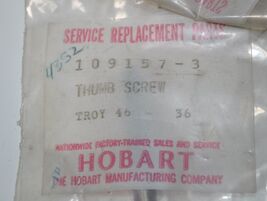 SERVICE REPLACEMENT PARTS
4352
109157-3
THUMB SCREW
TROY 46 36
NATIONWIDE FACTORY-TRAINED SALES AND SERVICE
HOBART
THE HOBART MANUFACTURING COMPANY